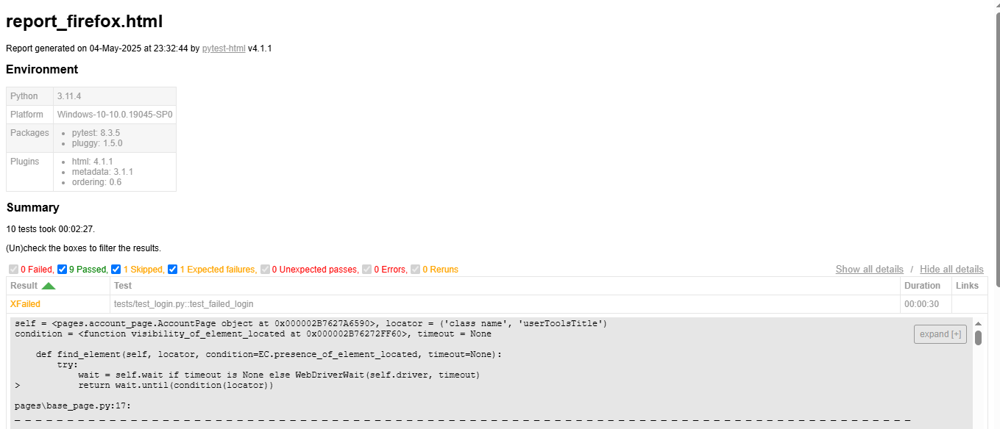 report_firefox.html
Report generated on 04-May-2025 at 23:32:44 by pytest-html v4.1.1
Environment
Python 3.11.4
Platform Windows-10-10.0.19045-SP0
Packages • pytest: 8.3.5
• pluggy: 1.5.0
Plugins • html: 4.1.1
• metadata: 3.1.1
• ordering: 0.6
Summary
10 tests took 00:02:27.
(Un)check the boxes to filter the results.
0 Failed, 9 Passed, 1 Skipped, 1 Expected failures, 0 Unexpected passes, 0 Errors, 0 Reruns Show all details / Hide all details
Result Test Duration Links
XFailed tests/test_login.py::test_failed_login 00:00:30
self = <pages.account_page.AccountPage object at 0x000002B7627A6590>, locator = ('class name', 'userToolsTitle')
condition = <function visibility_of_element_located at 0x000002B76272FF60>, timeout = None
expand [+]
    def find_element(self, locator, condition=EC.presence_of_element_located, timeout=None):
        try:
            wait = self.wait if timeout is None else WebDriverWait(self.driver, timeout)
>           return wait.until(condition(locator))
pages\base_page.py:17:
_ _ _ _ _ _ _ _ _ _ _ _ _ _ _ _ _ _ _ _ _ _ _ _ _ _ _ _ _ _ _ _ _ _ _ _ _ _ _ _ _ _ _ _ _ _ _ _ _ _ _ _ _ _ _ _ _ _ _ _ _ _ _ _ _ _ _ _ _ _ _ _ _ _ _ _ _ _ _ _ _ _ _ _ _